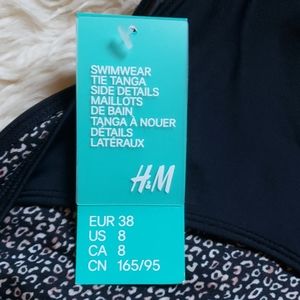 SWIMWEAR
TIE TANGA
SIDE DETAILS
MAILLOTS
DE BAIN
TANGA À NOUER
DÉTAILS
LATÉRAUX
H&M
EUR 38
US 8
CA 8
CN 165/95